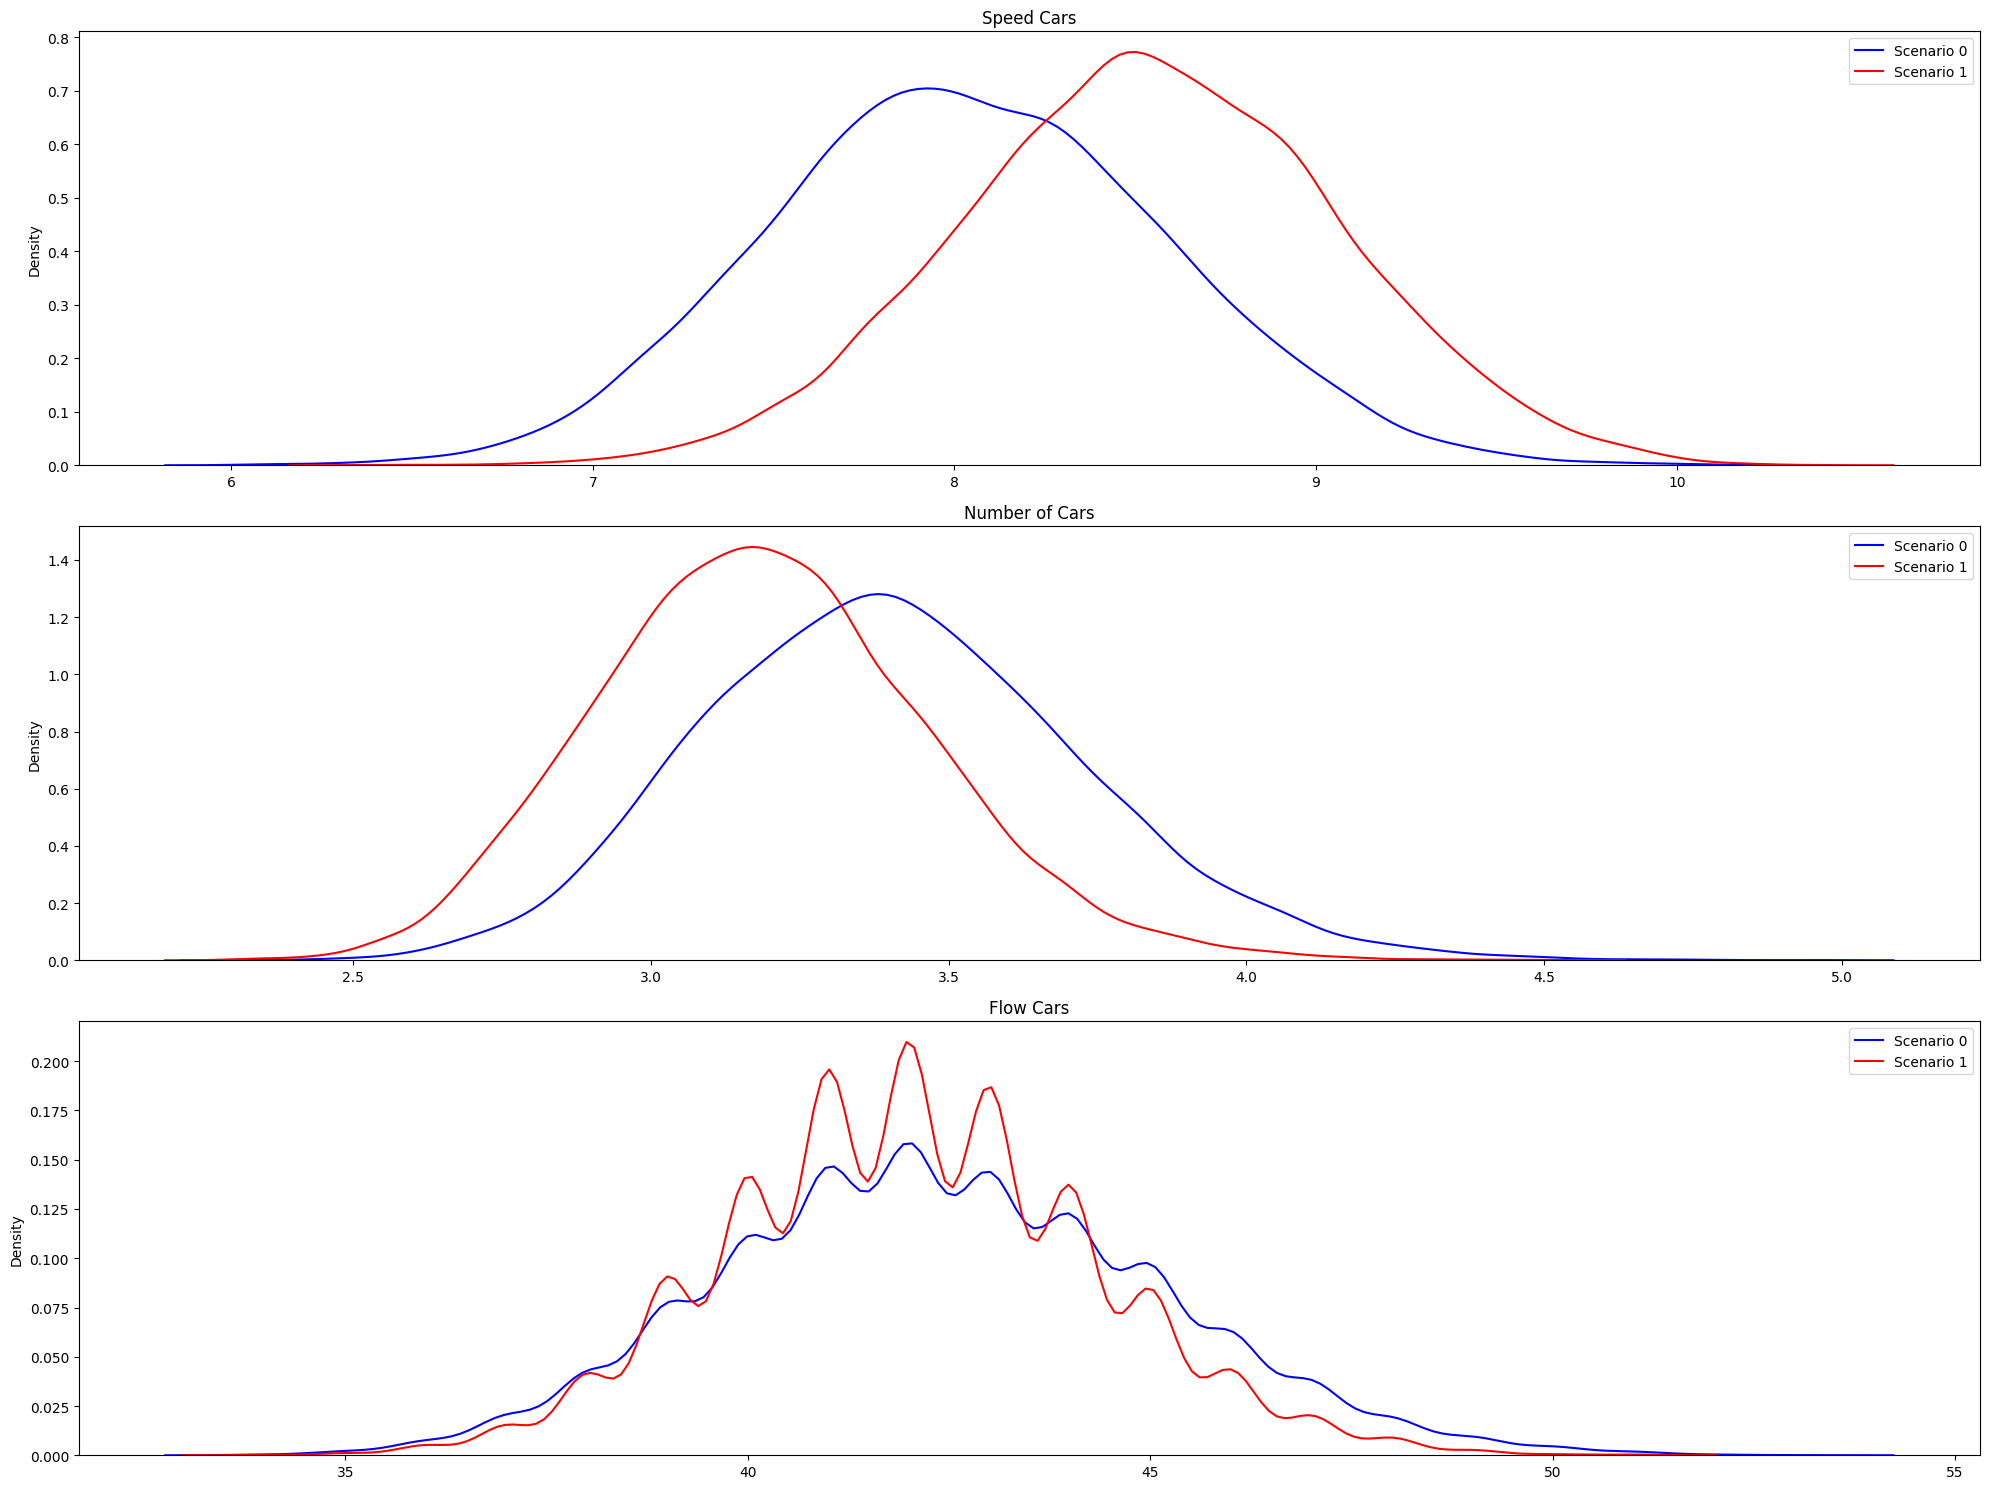 Speed Cars
Density
0.8
0.7
0.6
0.5
0.4
0.3
0.2
0.1
0.0
6 7 8 9 10
Scenario 0
Scenario 1
Number of Cars
Density
1.4
1.2
1.0
0.8
0.6
0.4
0.2
0.0
2.5 3.0 3.5 4.0 4.5 5.0
Scenario 0
Scenario 1
Flow Cars
Density
0.200
0.175
0.150
0.125
0.100
0.075
0.050
0.025
0.000
35 40 45 50 55
Scenario 0
Scenario 1